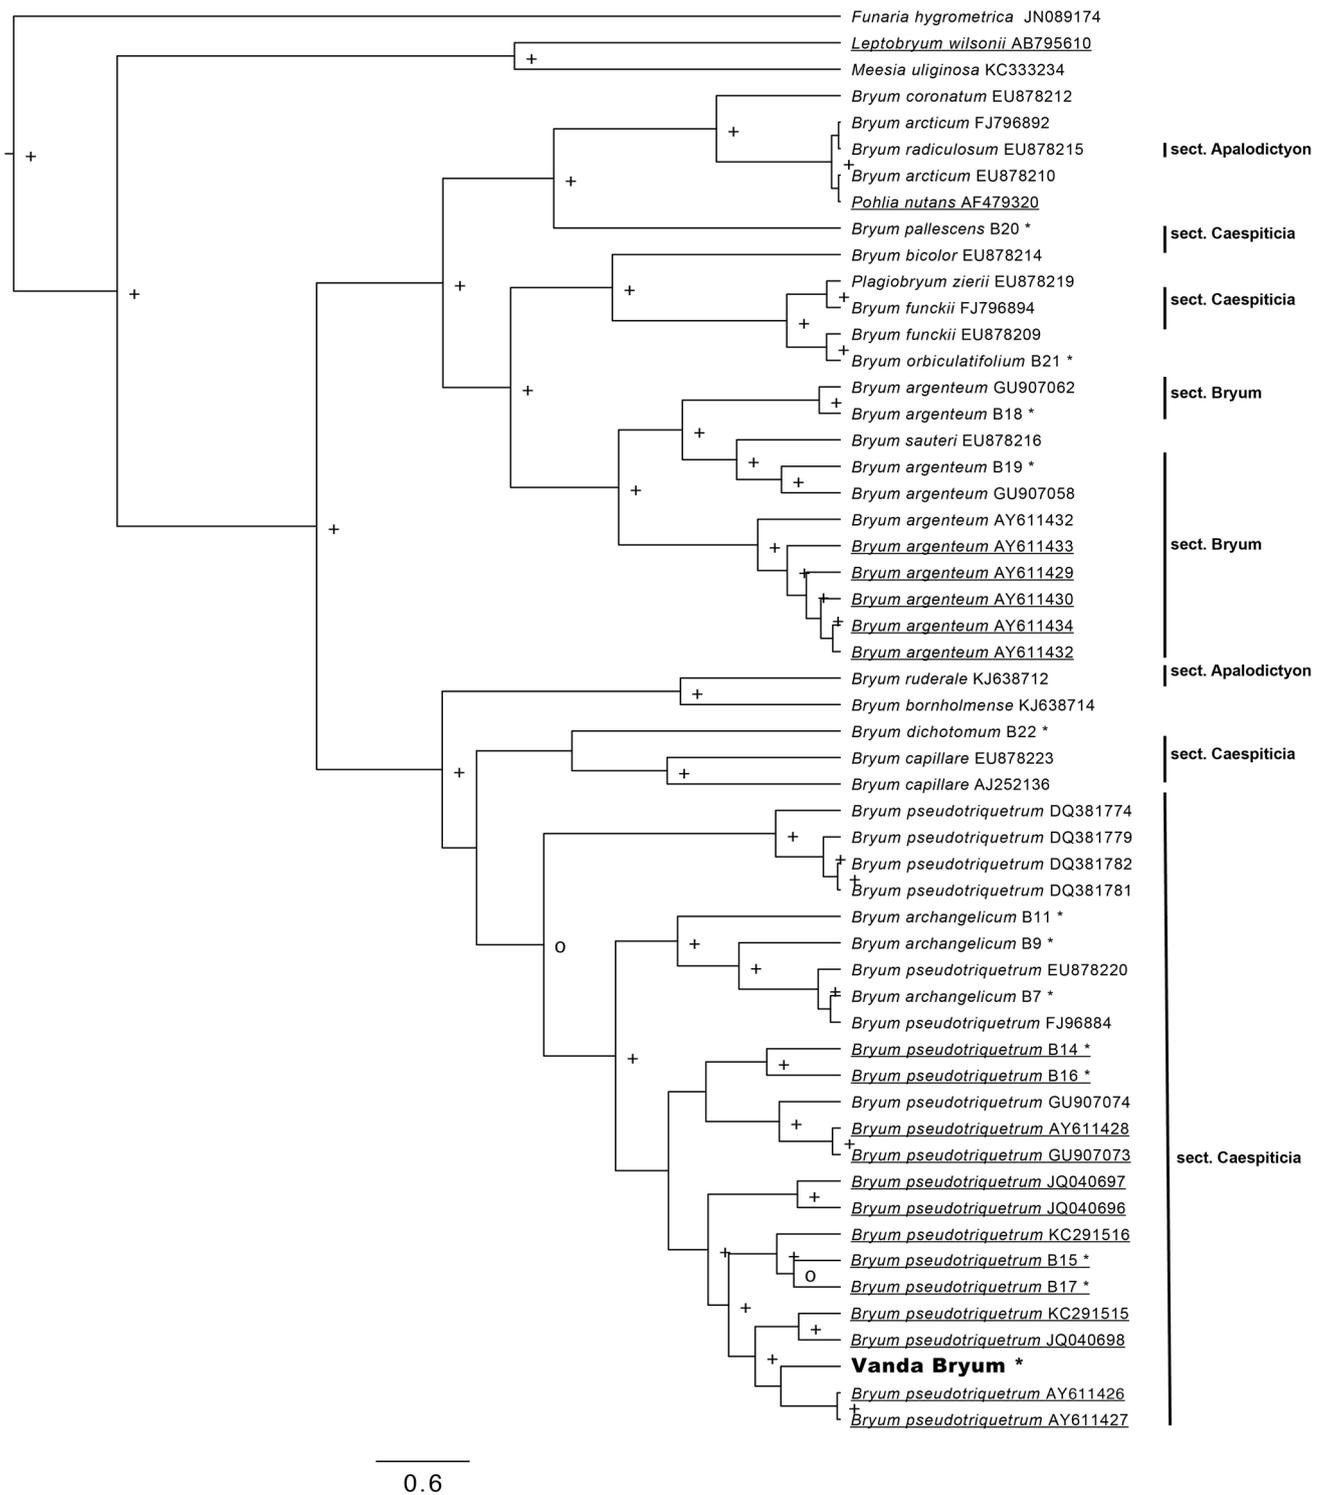 Funaria hygrometrica JN089174
Leptobryum wilsonii AB795610
+
Meesia uliginosa KC333234
Bryum coronatum EU878212
Bryum arcticum FJ796892
+
Bryum radiculosum EU878215
sect. Apalodictyon
+
+
Bryum arcticum EU878210
+
Pohlia nutans AF479320
Bryum pallescens B20 *
sect. Caespiticia
Bryum bicolor EU878214
+
Plagiobryum zierii EU878219
+
+
+
sect. Caespiticia
Bryum funckii FJ796894
+
Bryum funckii EU878209
+
Bryum orbiculatifolium B21 *
Bryum argenteum GU907062
+
sect. Bryum
+
Bryum argenteum B18 *
+
Bryum sauteri EU878216
+
Bryum argenteum B19 *
+
+
Bryum argenteum GU907058
Bryum argenteum AY611432
+
+
Bryum argenteum AY611433
sect. Bryum
+
Bryum argenteum AY611429
+
Bryum argenteum AY611430
+
Bryum argenteum AY611434
Bryum argenteum AY611432
sect. Apalodictyon
Bryum ruderale KJ638712
+
Bryum bornholmense KJ638714
Bryum dichotomum B22 *
sect. Caespiticia
Bryum capillare EU878223
+
+
Bryum capillare AJ252136
Bryum pseudotriquetrum DQ381774
+
Bryum pseudotriquetrum DQ381779
+
Bryum pseudotriquetrum DQ381782
+
Bryum pseudotriquetrum DQ381781
Bryum archangelicum B11 *
+
o
Bryum archangelicum B9 *
+
Bryum pseudotriquetrum EU878220
+
Bryum archangelicum B7 *
Bryum pseudotriquetrum FJ96884
Bryum pseudotriquetrum B14 *
+
+
Bryum pseudotriquetrum B16 *
Bryum pseudotriquetrum GU907074
+
Bryum pseudotriquetrum AY611428
+
Bryum pseudotriquetrum GU907073
sect. Caespiticia
Bryum pseudotriquetrum JQ040697
+
Bryum pseudotriquetrum JQ040696
Bryum pseudotriquetrum KC291516
+
+
Bryum pseudotriquetrum B15 *
o
Bryum pseudotriquetrum B17 *
+
Bryum pseudotriquetrum KC291515
+
Bryum pseudotriquetrum JQ040698
+
Vanda Bryum *
Bryum pseudotriquetrum AY611426
+
Bryum pseudotriquetrum AY611427
0.6